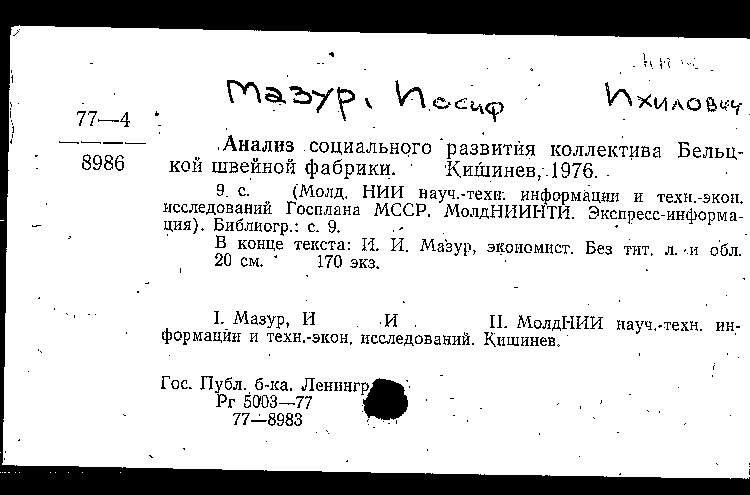 Мазур, Иосиф Ихилович
77—4
8986
Анализ социального развития коллектива Бельц-
кой швейной фабрики. Кишинев, 1976.
9 с. (Молд. НИИ науч.-техн. информации и техн.-экон.
исследований Госплана МССР. МолдНИИНТИ. Экспресс-информа-
ция). Библиогр.: с. 9.
В конце текста: И. И. Мазур, экономист. Без тит. л. и обл.
20 см. 170 экз.
I. Мазур, И И II. МолдНИИ науч.-техн. ин-
формации и техн.-экон. исследований. Кишинев.
Гос. Публ. б-ка. Ленингр
Рг 5003—77
77—8983